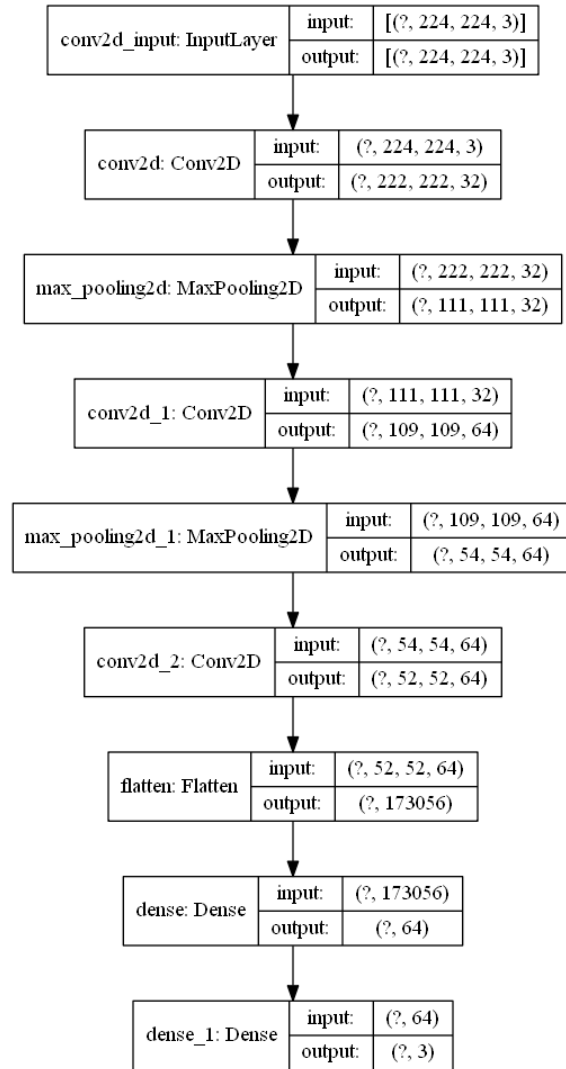 conv2d_input: InputLayer
input: [(?, 224, 224, 3)]
output: [(?, 224, 224, 3)]
conv2d: Conv2D
input: (?, 224, 224, 3)
output: (?, 222, 222, 32)
max_pooling2d: MaxPooling2D
input: (?, 222, 222, 32)
output: (?, 111, 111, 32)
conv2d_1: Conv2D
input: (?, 111, 111, 32)
output: (?, 109, 109, 64)
max_pooling2d_1: MaxPooling2D
input: (?, 109, 109, 64)
output: (?, 54, 54, 64)
conv2d_2: Conv2D
input: (?, 54, 54, 64)
output: (?, 52, 52, 64)
flatten: Flatten
input: (?, 52, 52, 64)
output: (?, 173056)
dense: Dense
input: (?, 173056)
output: (?, 64)
dense_1: Dense
input: (?, 64)
output: (?, 3)